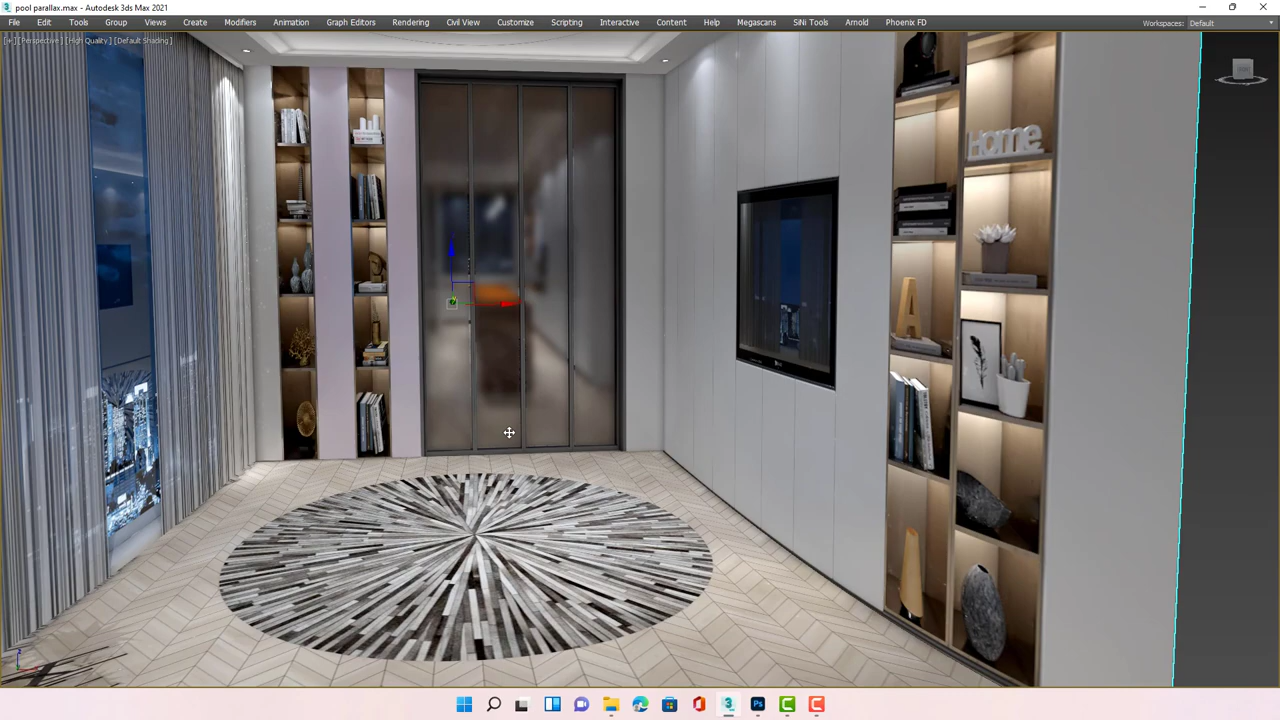 pool parallax.max - Autodesk 3ds Max 2021
File Edit Tools Group Views Create Modifiers Animation Graph Editors Rendering Civil View Customize Scripting Interactive Content Help Megascans SiNi Tools Arnold Phoenix FD
Workspaces: Default
[+] [Perspective] [High Quality] [Default Shading]
Home
A